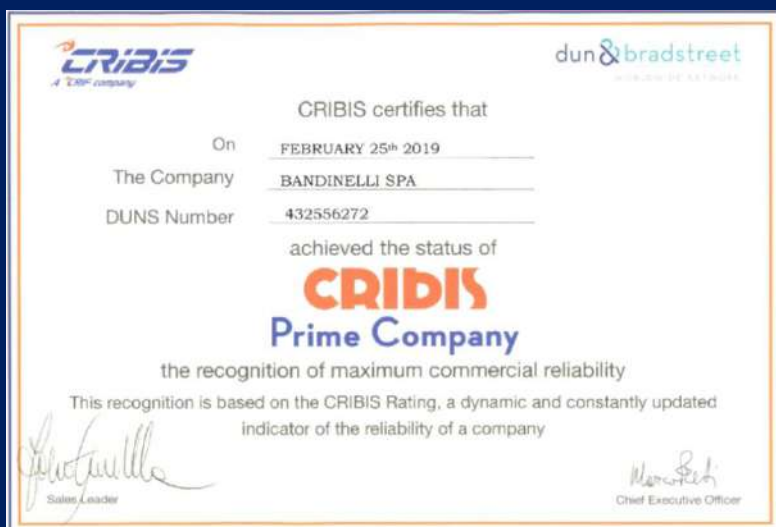 CRIBIS
A CRIF company
dun & bradstreet
WORLDWIDE NETWORK
CRIBIS certifies that
On FEBRUARY 25th 2019
The Company BANDINELLI SPA
DUNS Number 432556272
achieved the status of
CRIBIS
Prime Company
the recognition of maximum commercial reliability
This recognition is based on the CRIBIS Rating, a dynamic and constantly updated
indicator of the reliability of a company
Sales Leader
Chief Executive Officer